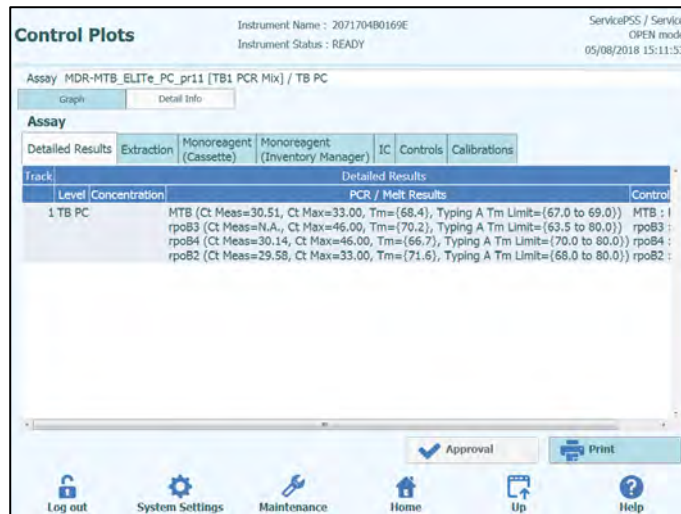 Control Plots
Instrument Name : 2071704B0169E
Instrument Status : READY
ServicePSS / Service
OPEN mode
05/08/2018 15:11:53
Assay MDR-MTB_ELITe_PC_pr11 [TB1 PCR Mix] / TB PC
Graph Detail Info
Assay
Detailed Results Extraction Monoreagent (Cassette) Monoreagent (Inventory Manager) IC Controls Calibrations
Track Detailed Results
Level Concentration PCR / Melt Results Control
1 TB PC MTB (Ct Meas=30.51, Ct Max=33.00, Tm={68.4}, Typing A Tm Limit={67.0 to 69.0}) MTB :
rpoB3 (Ct Meas=N.A., Ct Max=46.00, Tm={70.2}, Typing A Tm Limit={63.5 to 80.0}) rpoB3 :
rpoB4 (Ct Meas=30.14, Ct Max=46.00, Tm={66.7}, Typing A Tm Limit={70.0 to 80.0}) rpoB4 :
rpoB2 (Ct Meas=29.58, Ct Max=33.00, Tm={71.6}, Typing A Tm Limit={68.0 to 80.0}) rpoB2 :
Approval Print
Log out System Settings Maintenance Home Up Help